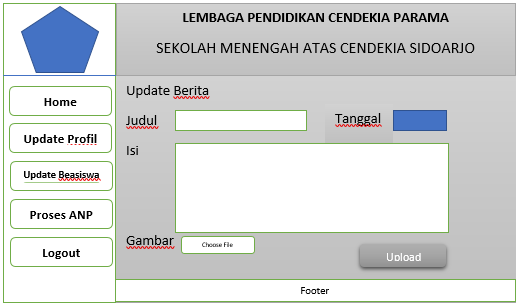 LEMBAGA PENDIDIKAN CENDEKIA PARAMA
SEKOLAH MENENGAH ATAS CENDEKIA SIDOARJO
Home
Update Profil
Update Beasiswa
Proses ANP
Logout
Update Berita
Judul
Tanggal
Isi
Gambar
Choose File
Upload
Footer